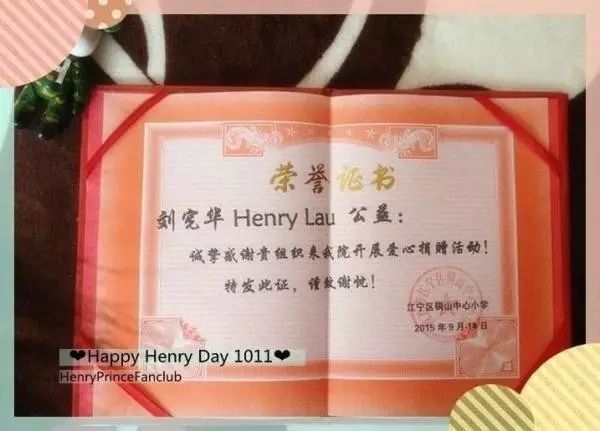 荣誉证书
刘宪华 Henry Lau 公益：
诚挚感谢贵组织来我院开展爱心捐赠活动！
特发此证，谨致谢忱！
江宁区铜山中心小学
2015年9月18日
❤Happy Henry Day 1011❤
HenryPrinceFanclub